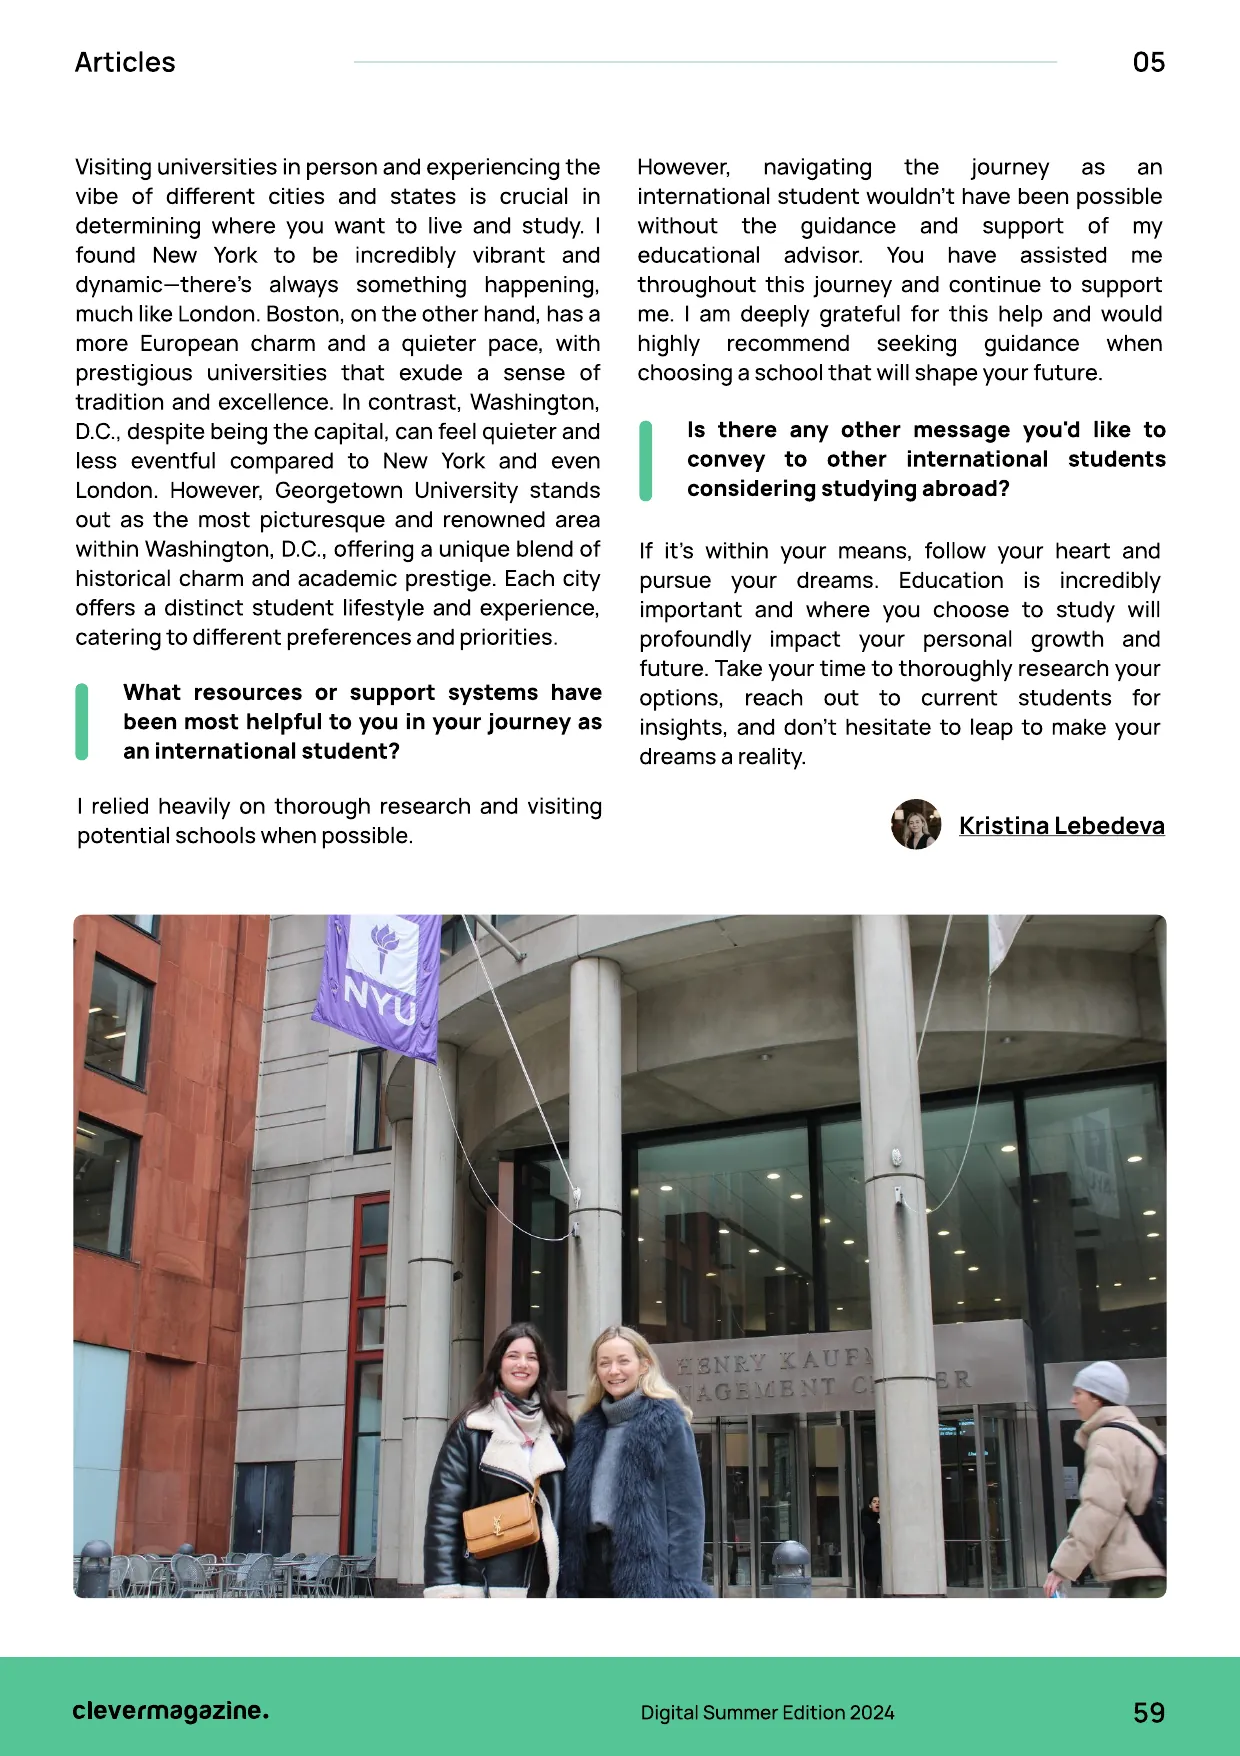 Articles
05
Visiting universities in person and experiencing the
vibe of different cities and states is crucial in
determining where you want to live and study. I
found New York to be incredibly vibrant and
dynamic—there's always something happening,
much like London. Boston, on the other hand, has a
more European charm and a quieter pace, with
prestigious universities that exude a sense of
tradition and excellence. In contrast, Washington,
D.C., despite being the capital, can feel quieter and
less eventful compared to New York and even
London. However, Georgetown University stands
out as the most picturesque and renowned area
within Washington, D.C., offering a unique blend of
historical charm and academic prestige. Each city
offers a distinct student lifestyle and experience,
catering to different preferences and priorities.
What resources or support systems have
been most helpful to you in your journey as
an international student?
I relied heavily on thorough research and visiting
potential schools when possible.
However, navigating the journey as an
international student wouldn't have been possible
without the guidance and support of my
educational advisor. You have assisted me
throughout this journey and continue to support
me. I am deeply grateful for this help and would
highly recommend seeking guidance when
choosing a school that will shape your future.
Is there any other message you'd like to
convey to other international students
considering studying abroad?
If it's within your means, follow your heart and
pursue your dreams. Education is incredibly
important and where you choose to study will
profoundly impact your personal growth and
future. Take your time to thoroughly research your
options, reach out to current students for
insights, and don't hesitate to leap to make your
dreams a reality.
Kristina Lebedeva
NYU
HENRY KAUFM
NAGEMENT C ER
clevermagazine.
Digital Summer Edition 2024
59